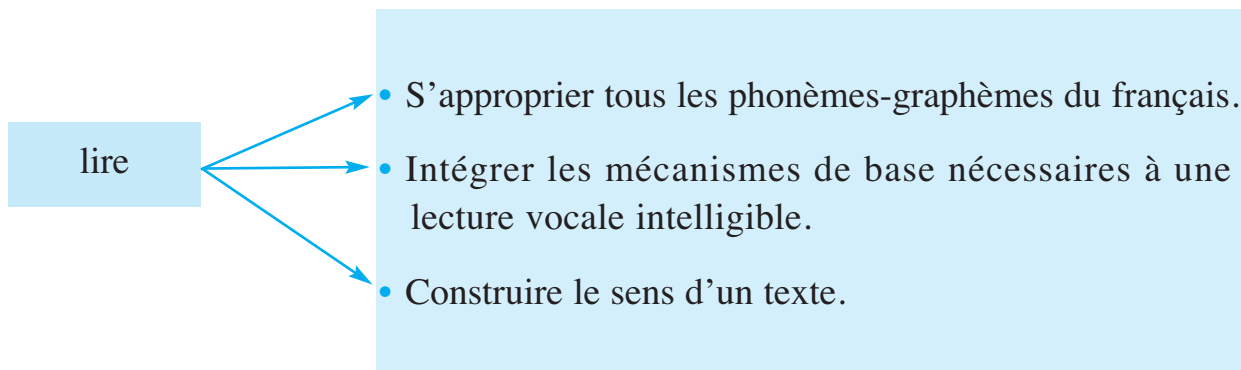 lire
• S’approprier tous les phonèmes-graphèmes du français.
• Intégrer les mécanismes de base nécessaires à une
lecture vocale intelligible.
• Construire le sens d’un texte.